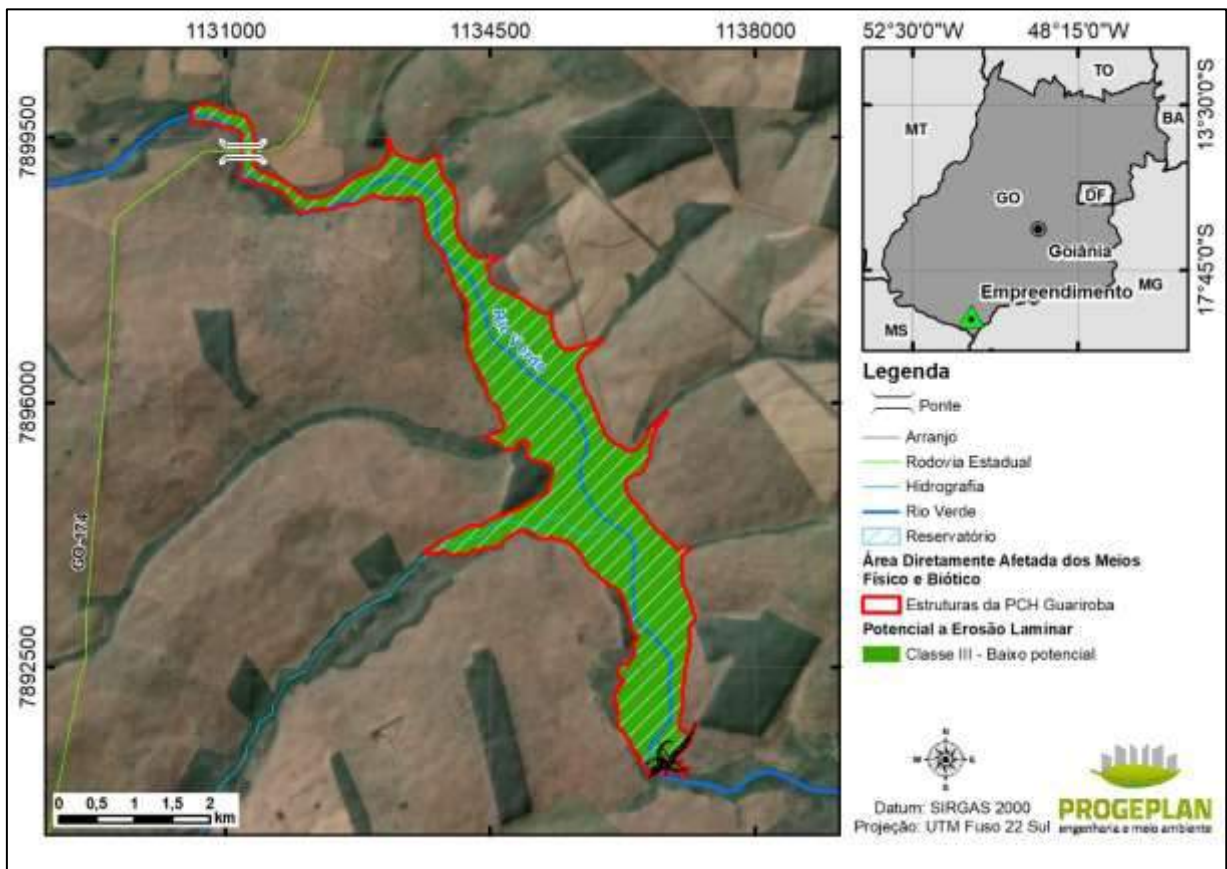 1131000 1134500 1138000
52°30'0"W 48°15'0"W
7899500
7896000
7892500
GO-174
Rio Verde
0 0,5 1 1,5 2
km
TO
BA
MT
GO
DF
Goiânia
MG
Empreendimento
MS
13°30'0"S
17°45'0"S
Legenda
Ponte
Arranjo
Rodovia Estadual
Hidrografia
Rio Verde
Reservatório
Área Diretamente Afetada dos Meios
Físico e Biótico
Estruturas da PCH Guariroba
Potencial a Erosão Laminar
Classe III - Baixo potencial
N
W E
S
Datum: SIRGAS 2000
Projeção: UTM Fuso 22 Sul
PROGEPLAN
engenharia e meio ambiente